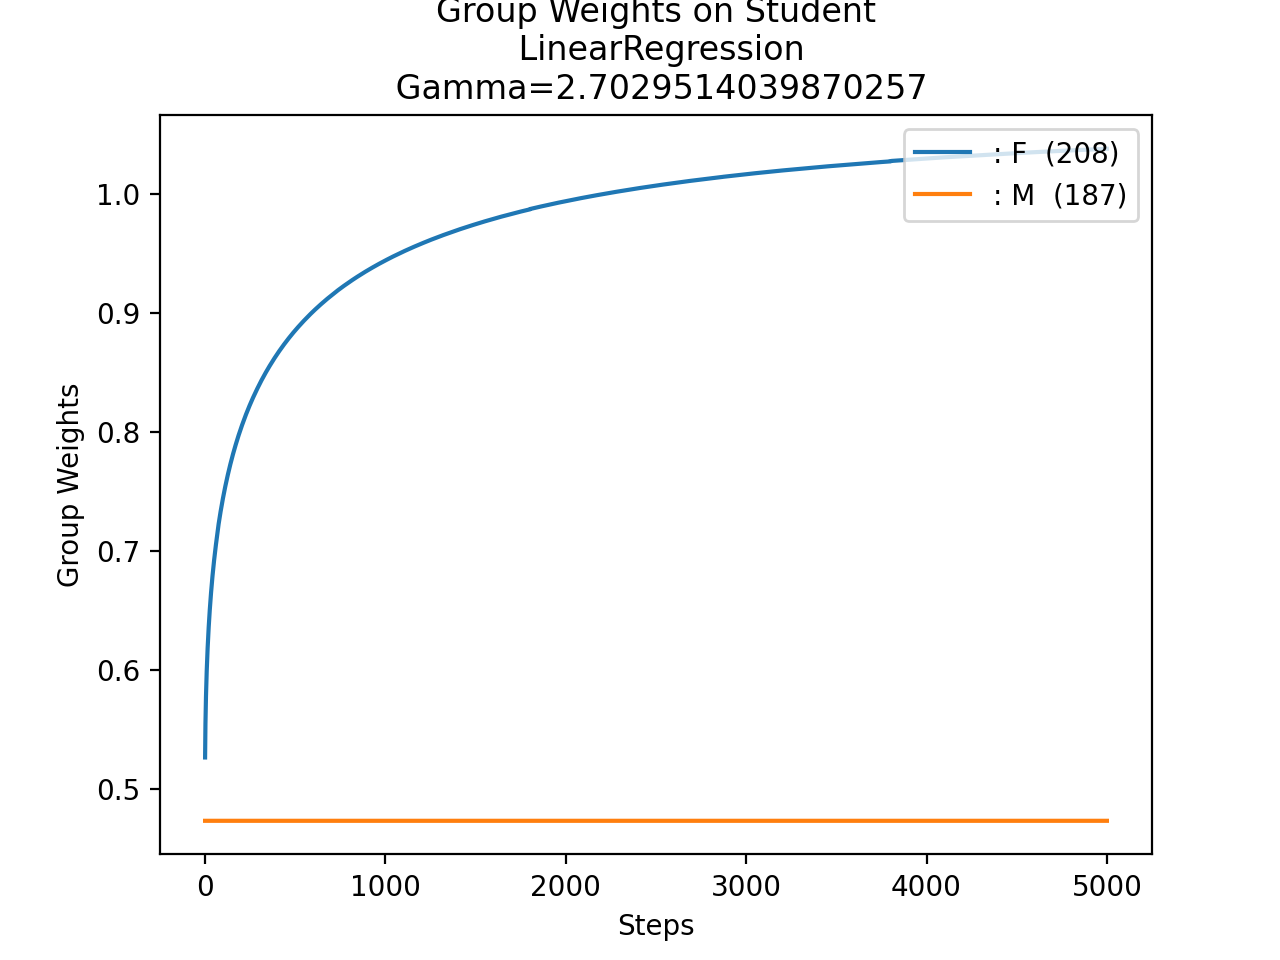 Group Weights on Student
LinearRegression
Gamma=2.7029514039870257
: F (208)
: M (187)
Group Weights
1.0
0.9
0.8
0.7
0.6
0.5
0 1000 2000 3000 4000 5000
Steps